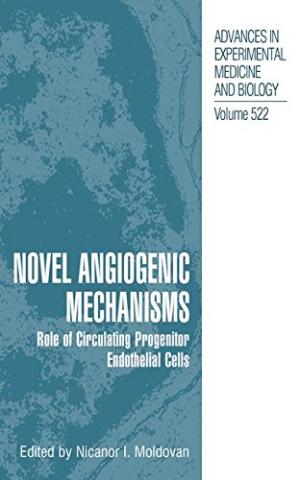 ADVANCES IN
EXPERIMENTAL
MEDICINE
AND BIOLOGY
Volume 522
NOVEL ANGIOGENIC
MECHANISMS
Role of Circulating Progenitor
Endothelial Cells
Edited by Nicanor I. Moldovan